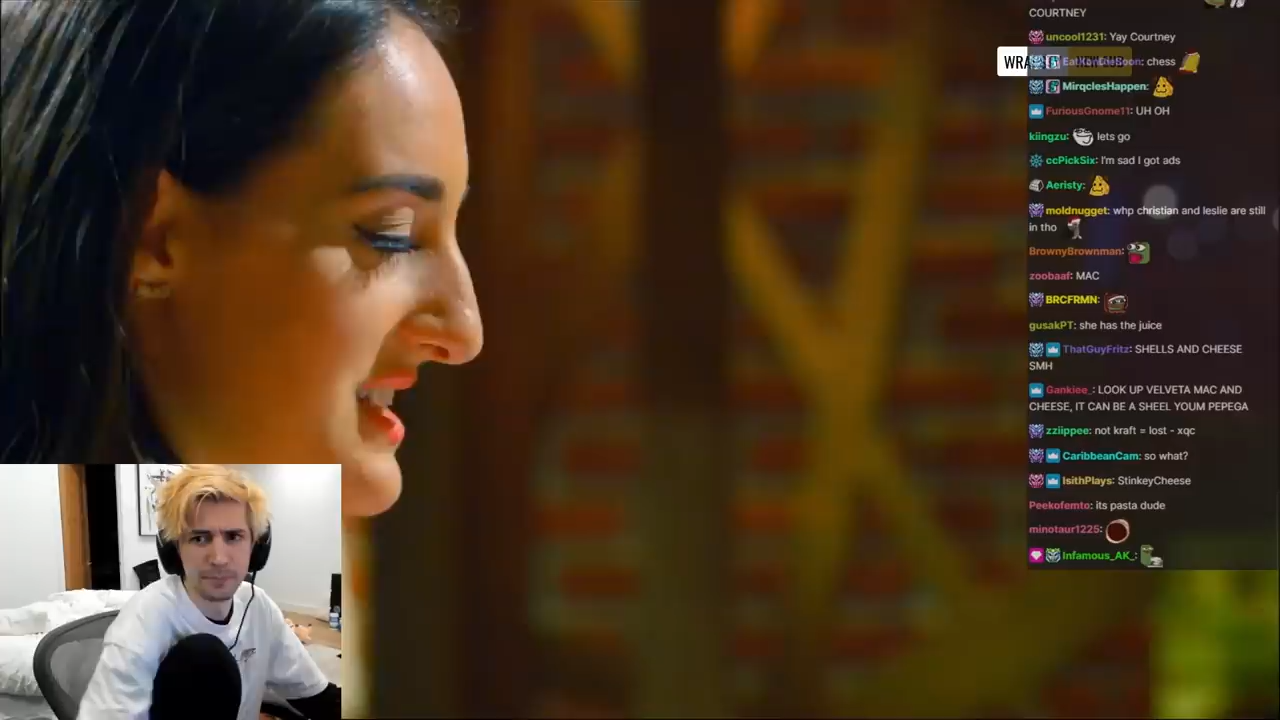 COURTNEY
uncool1231: Yay Courtney
WRA
chess
MirqclesHappen:
FuriousGnome11: UH OH
kiingzu: lets go
ccPickSix: I'm sad I got ads
Aeristy:
moldnugget: whp christian and leslie are still
in tho
BrownyBrownman:
zoobaaf: MAC
BRCFRMN:
gusakPT: she has the juice
ThatGuyFritz: SHELLS AND CHEESE
SMH
Gankiee_: LOOK UP VELVETA MAC AND
CHEESE, IT CAN BE A SHEEL YOUM PEPEGA
zziippee: not kraft = lost - xqc
CaribbeanCam: so what?
IsithPlays: StinkeyCheese
Peekofemto: its pasta dude
minotaur1225:
Infamous_AK_: